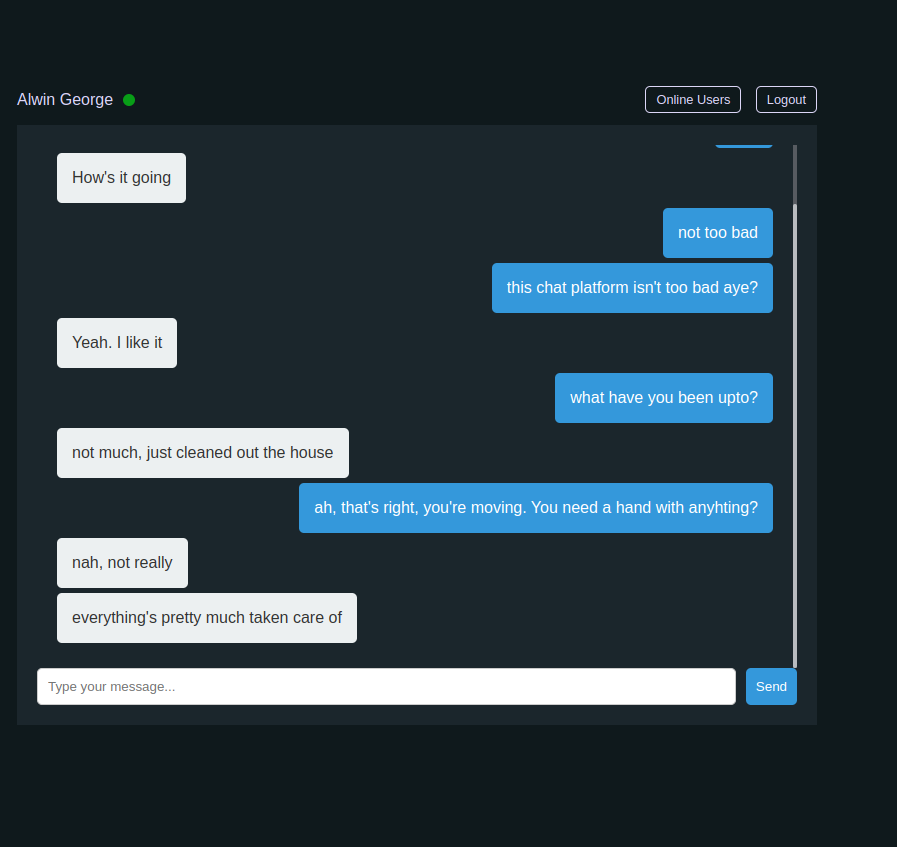 Alwin George
Online Users
Logout
How's it going
not too bad
this chat platform isn't too bad aye?
Yeah. I like it
what have you been upto?
not much, just cleaned out the house
ah, that's right, you're moving. You need a hand with anyhting?
nah, not really
everything's pretty much taken care of
Type your message...
Send